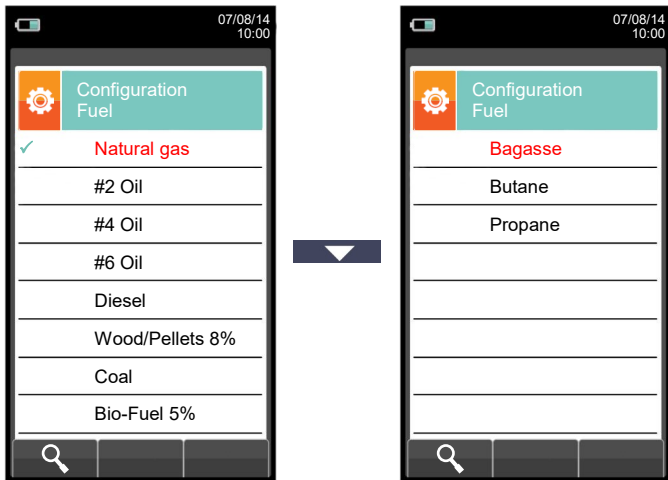 07/08/14
10:00
Configuration
Fuel
Natural gas
#2 Oil
#4 Oil
#6 Oil
Diesel
Wood/Pellets 8%
Coal
Bio-Fuel 5%
07/08/14
10:00
Configuration
Fuel
Bagasse
Butane
Propane